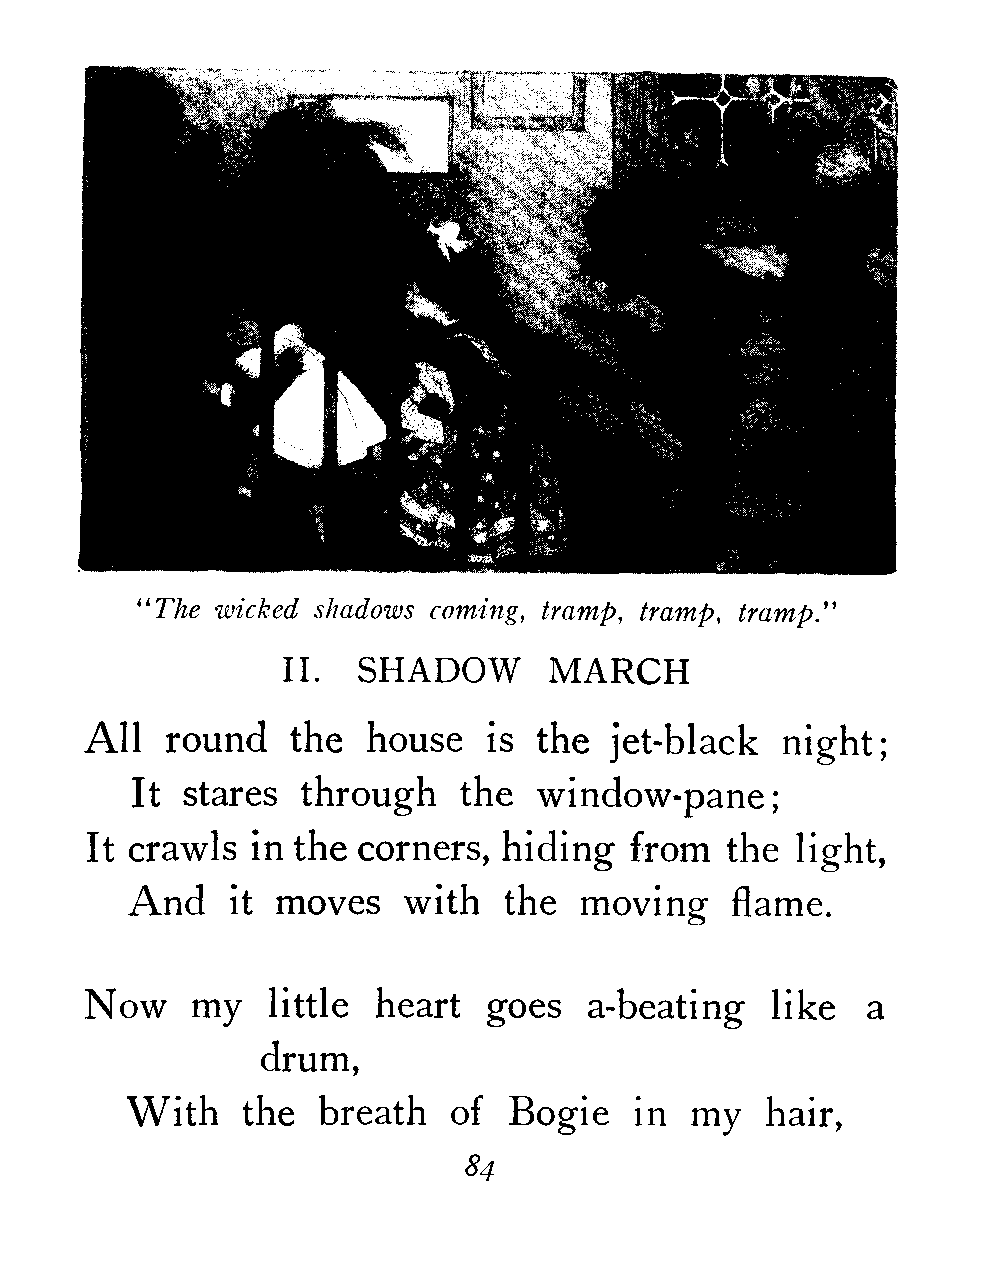 "The wicked shadows coming, tramp, tramp, tramp."
II. SHADOW MARCH
All round the house is the jet-black night;
It stares through the window-pane;
It crawls in the corners, hiding from the light,
And it moves with the moving flame.
Now my little heart goes a-beating like a
drum,
With the breath of Bogie in my hair,
84